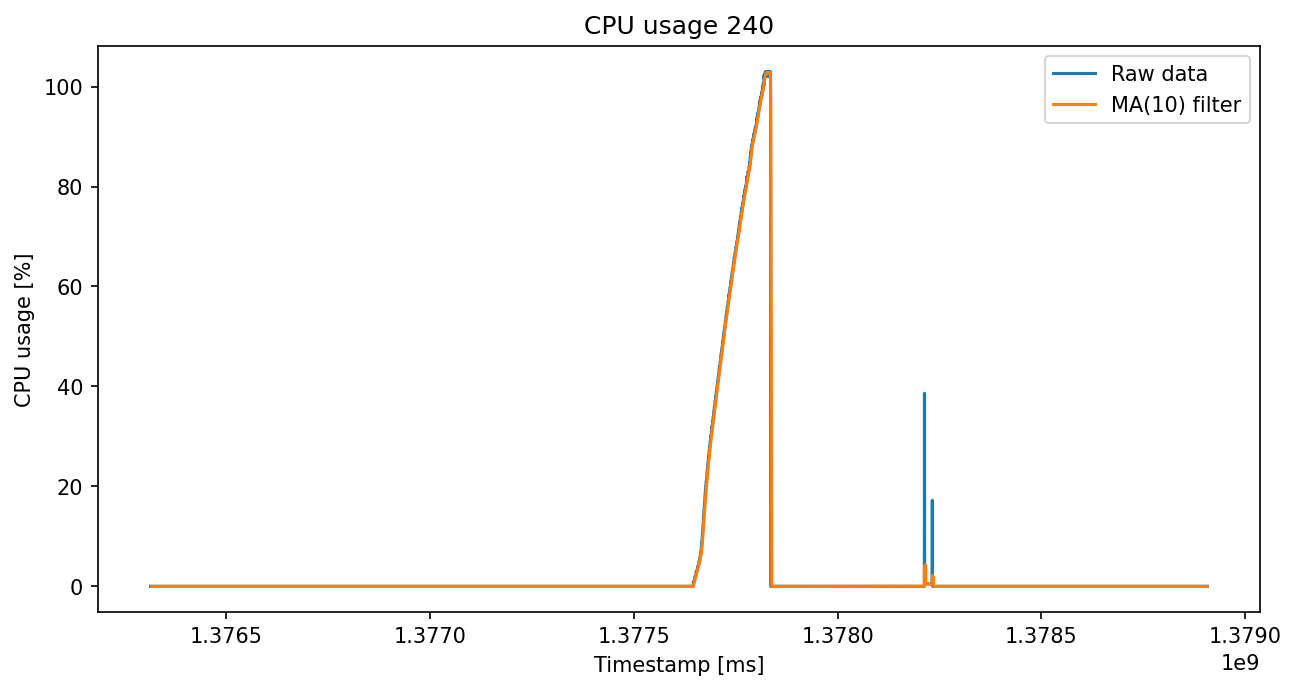 CPU usage 240
Raw data
MA(10) filter
CPU usage [%]
100
80
60
40
20
0
1.3765 1.3770 1.3775 1.3780 1.3785 1.3790
1e9
Timestamp [ms]